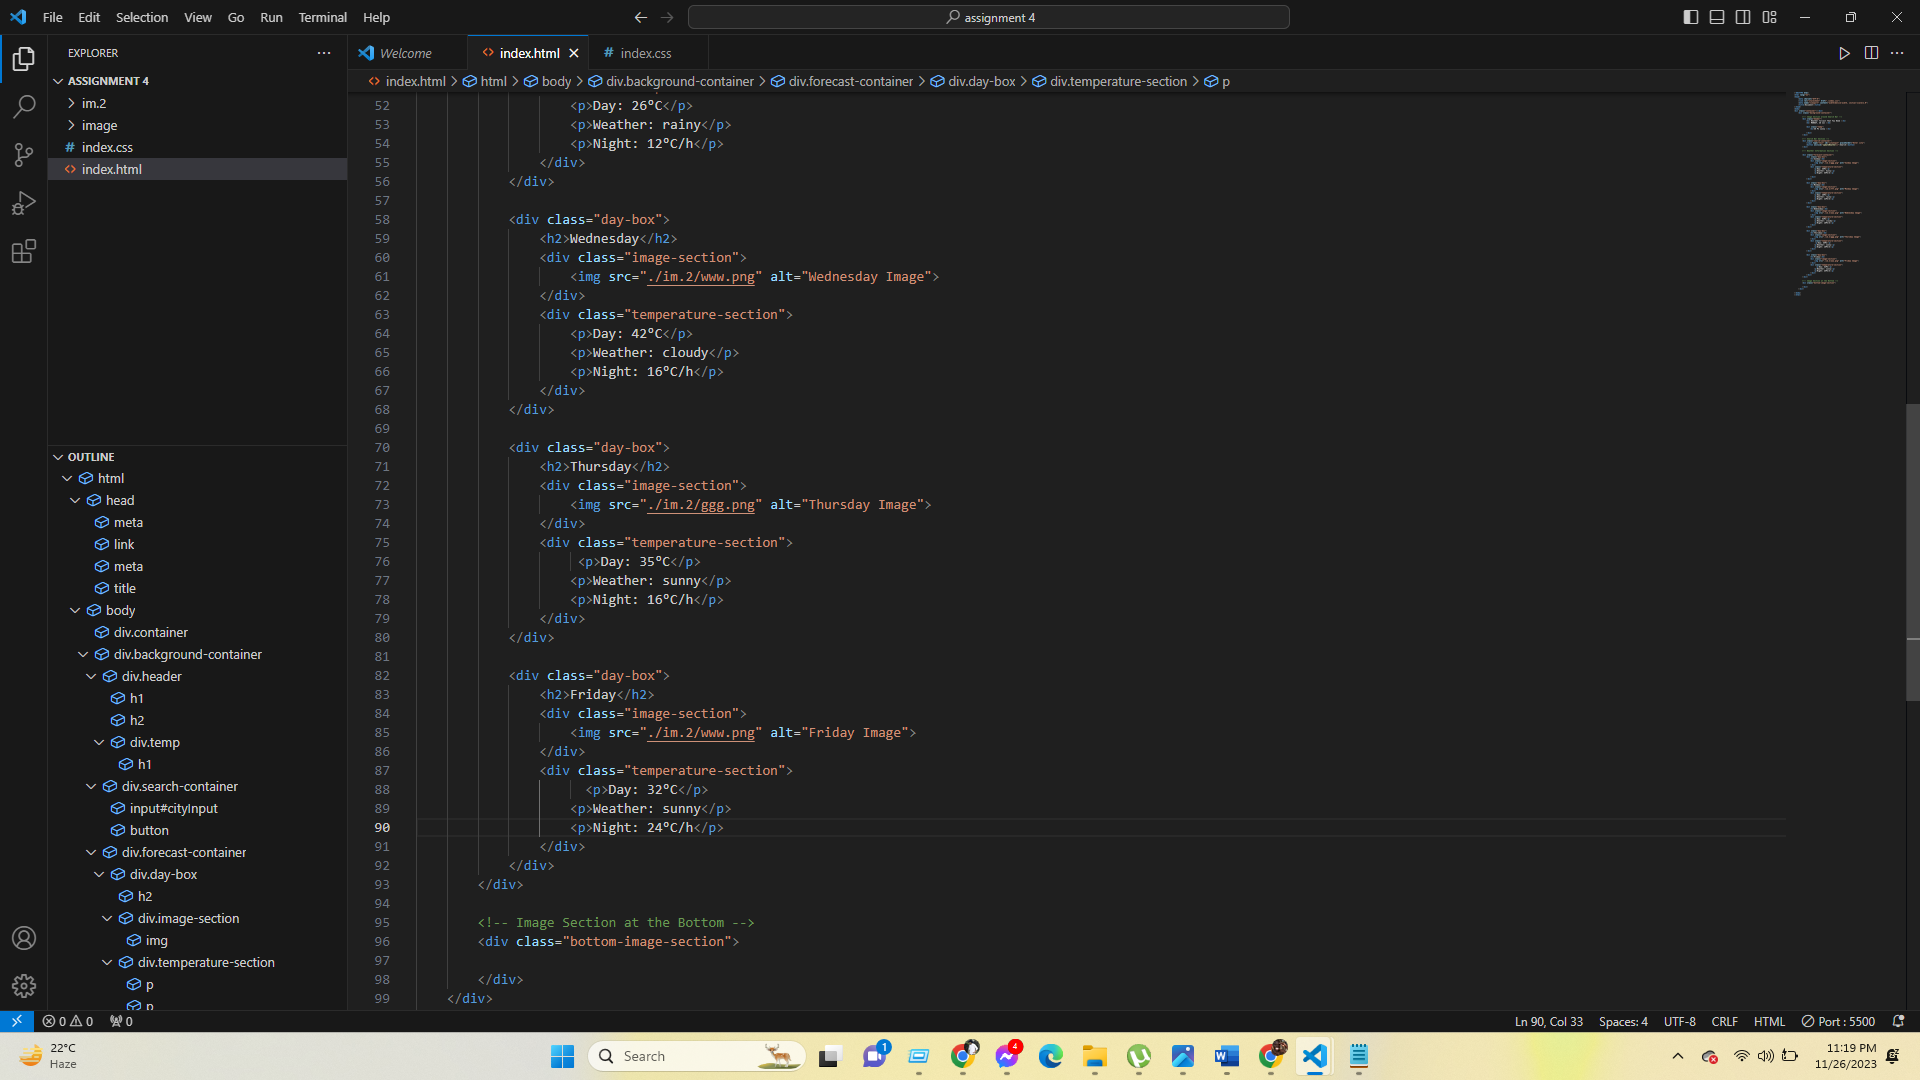 File Edit Selection View Go Run Terminal Help
assignment 4
EXPLORER
ASSIGNMENT 4
im.2
image
# index.css
<> index.html
OUTLINE
html
head
meta
link
meta
title
body
div.container
div.background-container
div.header
h1
h2
div.temp
h1
div.search-container
input#cityInput
button
div.forecast-container
div.day-box
h2
div.image-section
img
div.temperature-section
p
p
Welcome
<> index.html
# index.css
<> index.html > html > body > div.background-container > div.forecast-container > div.day-box > div.temperature-section > p
52 <p>Day: 26°C</p>
53 <p>Weather: rainy</p>
54 <p>Night: 12°C/h</p>
55 </div>
56 </div>
57
58 <div class="day-box">
59 <h2>Wednesday</h2>
60 <div class="image-section">
61 <img src="./im.2/www.png" alt="Wednesday Image">
62 </div>
63 <div class="temperature-section">
64 <p>Day: 42°C</p>
65 <p>Weather: cloudy</p>
66 <p>Night: 16°C/h</p>
67 </div>
68 </div>
69
70 <div class="day-box">
71 <h2>Thursday</h2>
72 <div class="image-section">
73 <img src="./im.2/ggg.png" alt="Thursday Image">
74 </div>
75 <div class="temperature-section">
76 <p>Day: 35°C</p>
77 <p>Weather: sunny</p>
78 <p>Night: 16°C/h</p>
79 </div>
80 </div>
81
82 <div class="day-box">
83 <h2>Friday</h2>
84 <div class="image-section">
85 <img src="./im.2/www.png" alt="Friday Image">
86 </div>
87 <div class="temperature-section">
88 <p>Day: 32°C</p>
89 <p>Weather: sunny</p>
90 <p>Night: 24°C/h</p>
91 </div>
92 </div>
93 </div>
94
95 <!-- Image Section at the Bottom -->
96 <div class="bottom-image-section">
97
98 </div>
99 </div>
0 0 0
Ln 90, Col 33 Spaces: 4 UTF-8 CRLF HTML Port : 5500
22°C
Haze
Search
1
4
11:19 PM
11/26/2023